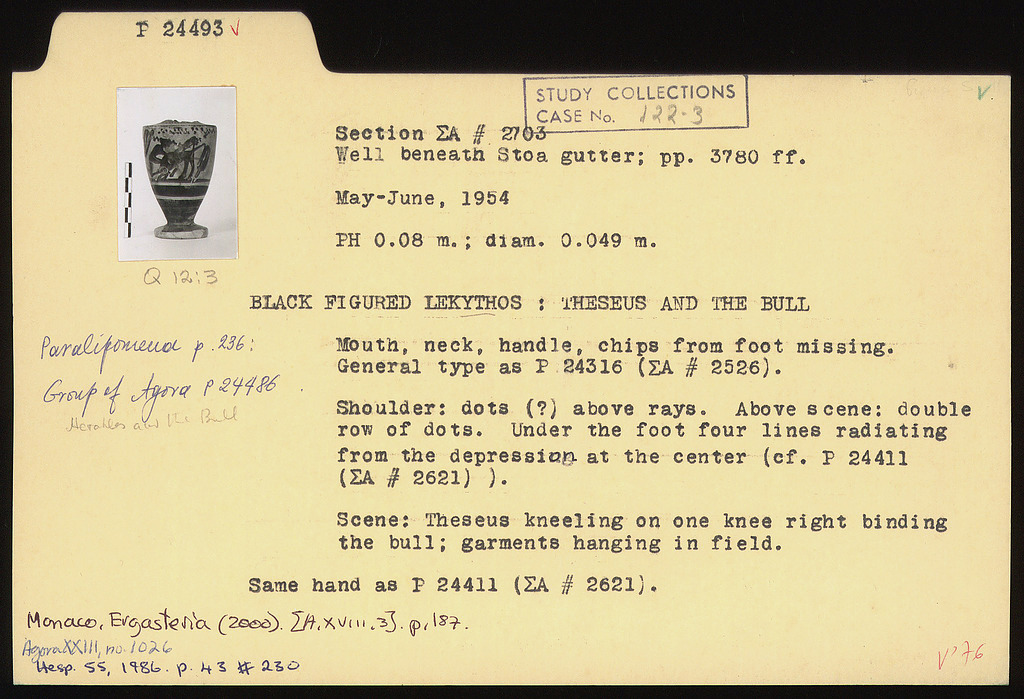 P 24493 ✓
STUDY COLLECTIONS
CASE No. 122-3
Section ΣA # 2703
Well beneath Stoa gutter; pp. 3780 ff.
May-June, 1954
PH 0.08 m.; diam. 0.049 m.
Q 12:3
BLACK FIGURED LEKYTHOS : THESEUS AND THE BULL
Paralipomena p. 236:
Group of Agora P 24486.
Herakles and the Bull
Mouth, neck, handle, chips from foot missing.
General type as P 24316 (ΣA # 2526).
Shoulder: dots (?) above rays. Above scene: double
row of dots. Under the foot four lines radiating
from the depression at the center (cf. P 24411
(ΣA # 2621) ).
Scene: Theseus kneeling on one knee right binding
the bull; garments hanging in field.
Same hand as P 24411 (ΣA # 2621).
Monaco, Ergasteria (2000). [A.XVIII.3]. p. 187.
Agora XXIII, no. 1026
Hesp. 55, 1986. p. 43 # 230
V '76